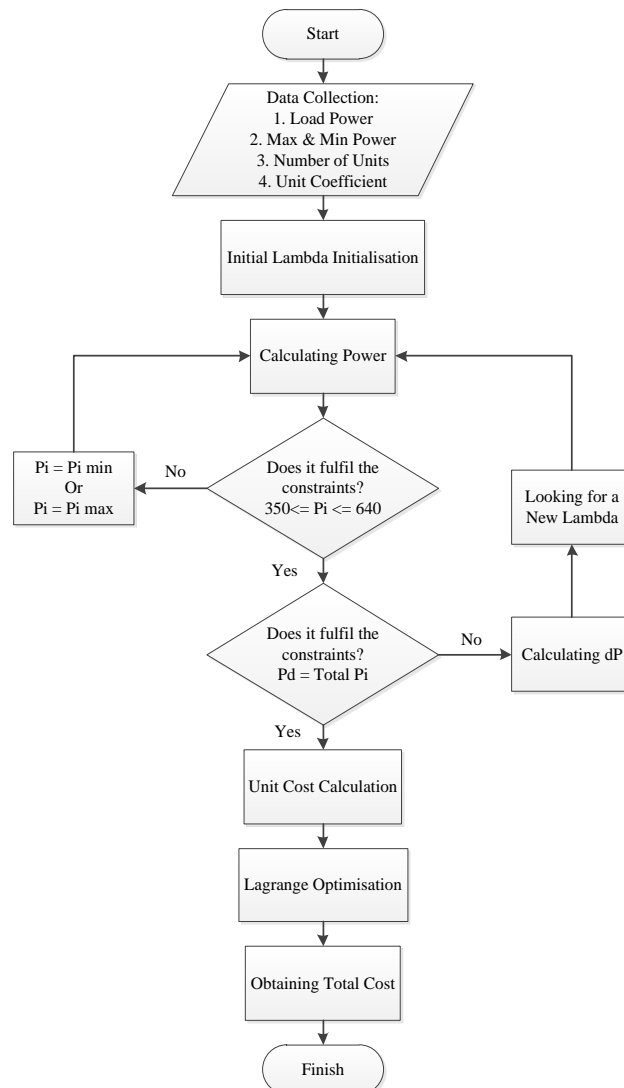 Start
Data Collection:
1. Load Power
2. Max & Min Power
3. Number of Units
4. Unit Coefficient
Initial Lambda Initialisation
Calculating Power
Pi = Pi min
Or
Pi = Pi max
No
Does it fulfil the
constraints?
350<= Pi <= 640
Looking for a
New Lambda
Yes
Does it fulfil the
constraints?
Pd = Total Pi
No
Calculating dP
Yes
Unit Cost Calculation
Lagrange Optimisation
Obtaining Total Cost
Finish